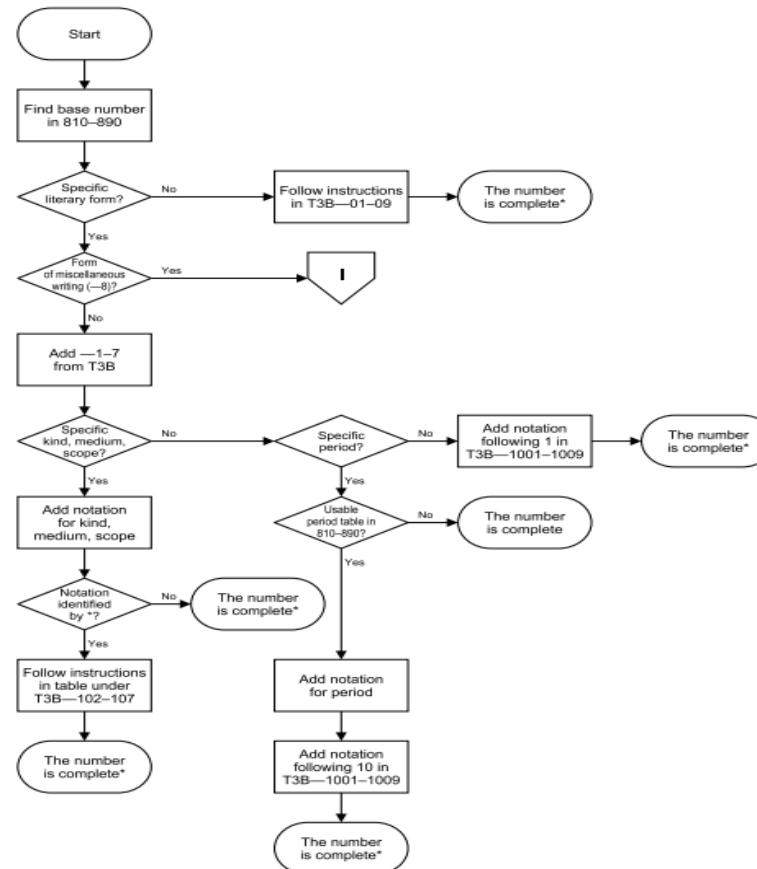 Start
Find base number
in 810–890
Specific
literary form?
No
Follow instructions
in T3B—01–09
The number
is complete*
Yes
Form
of miscellaneous
writing (—8)?
Yes
I
No
Add —1–7
from T3B
Specific
kind, medium,
scope?
No
Specific
period?
No
Add notation
following 1 in
T3B—1001–1009
The number
is complete*
Yes
Yes
Add notation
for kind,
medium, scope
Usable
period table in
810–890?
No
The number
is complete
Yes
Notation
identified
by *?
No
The number
is complete*
Yes
Follow instructions
in table under
T3B—102–107
Add notation
for period
The number
is complete*
Add notation
following 10 in
T3B—1001–1009
The number
is complete*